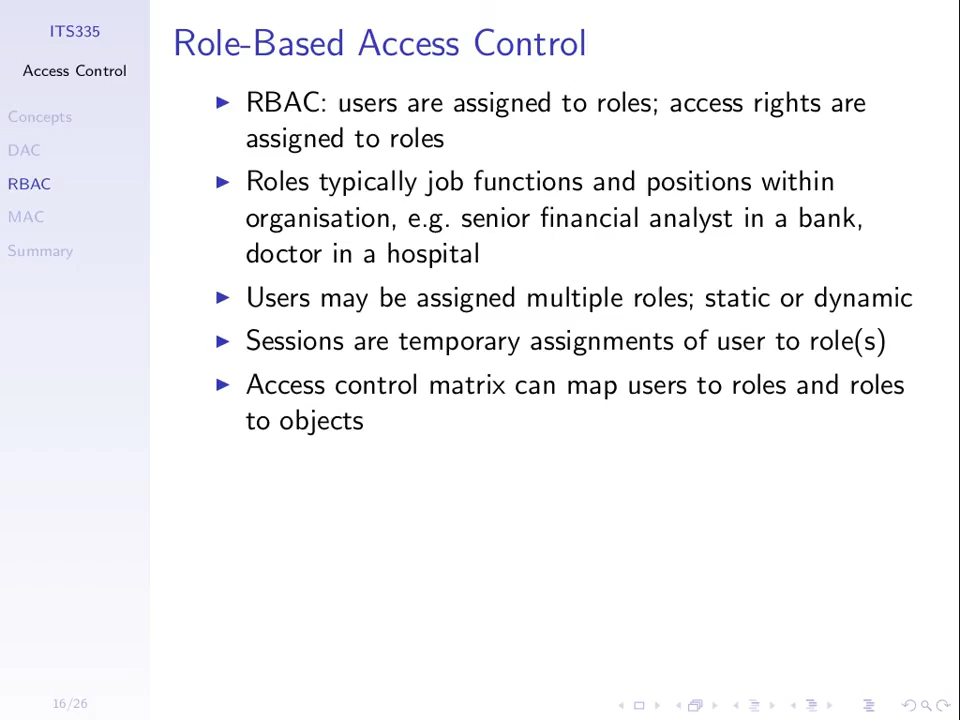 ITS335
Access Control
Concepts
DAC
RBAC
MAC
Summary
16/26
Role-Based Access Control
RBAC: users are assigned to roles; access rights are
assigned to roles
Roles typically job functions and positions within
organisation, e.g. senior financial analyst in a bank,
doctor in a hospital
Users may be assigned multiple roles; static or dynamic
Sessions are temporary assignments of user to role(s)
Access control matrix can map users to roles and roles
to objects